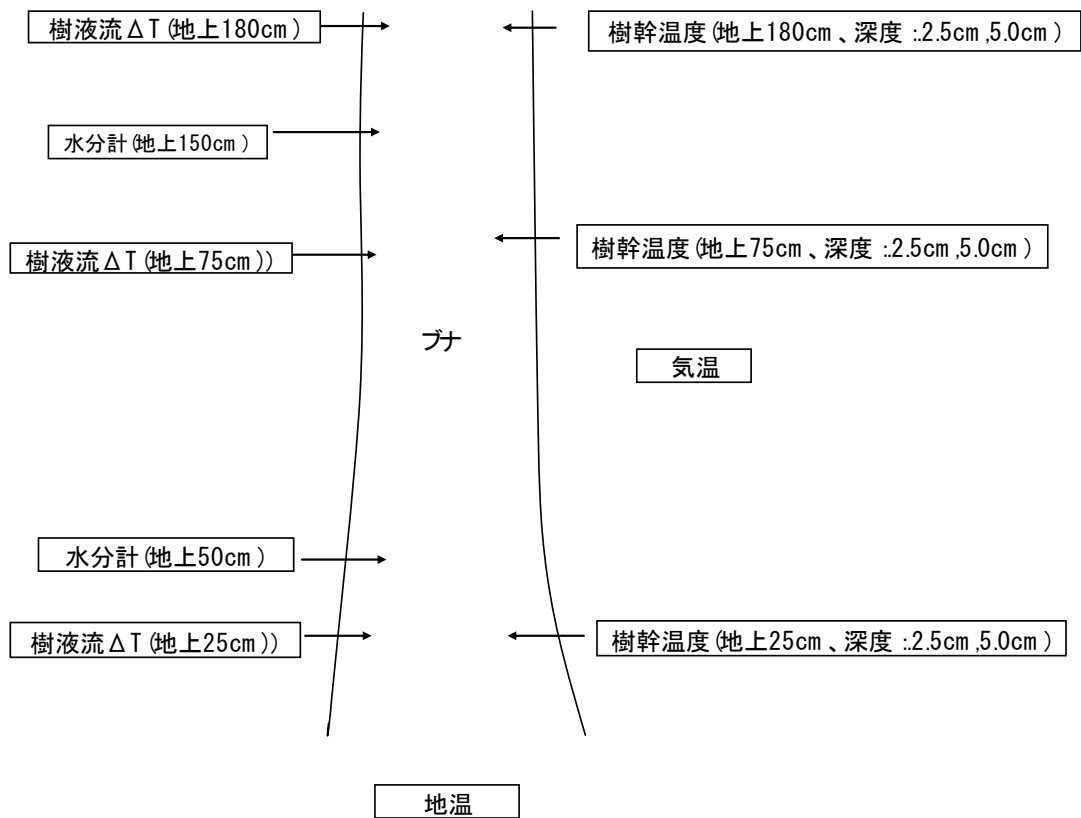 樹液流ΔT(地上180cm)
樹幹温度(地上180cm、深度:.2.5cm,5.0cm)
水分計(地上150cm)
樹液流ΔT(地上75cm))
樹幹温度(地上75cm、深度:.2.5cm,5.0cm)
ブナ
気温
水分計(地上50cm)
樹液流ΔT(地上25cm))
樹幹温度(地上25cm、深度:.2.5cm,5.0cm)
地温